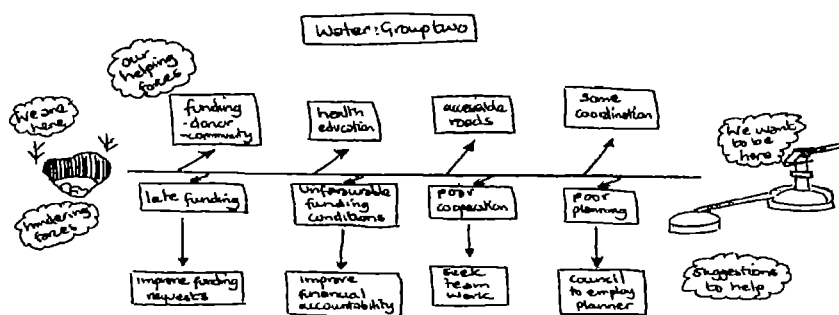 Water: Group two
our
helping
forces
we are
here
funding
-donor
-community
health
education
accessable
roads
some
coordination
We want
to be
here
hindering
forces
late funding
Unfavourable
funding
conditions
poor
cooperation
poor
planning
improve funding
requests
improve
financial
accountability
seek
team
work
council
to employ
planner
suggestions
to help